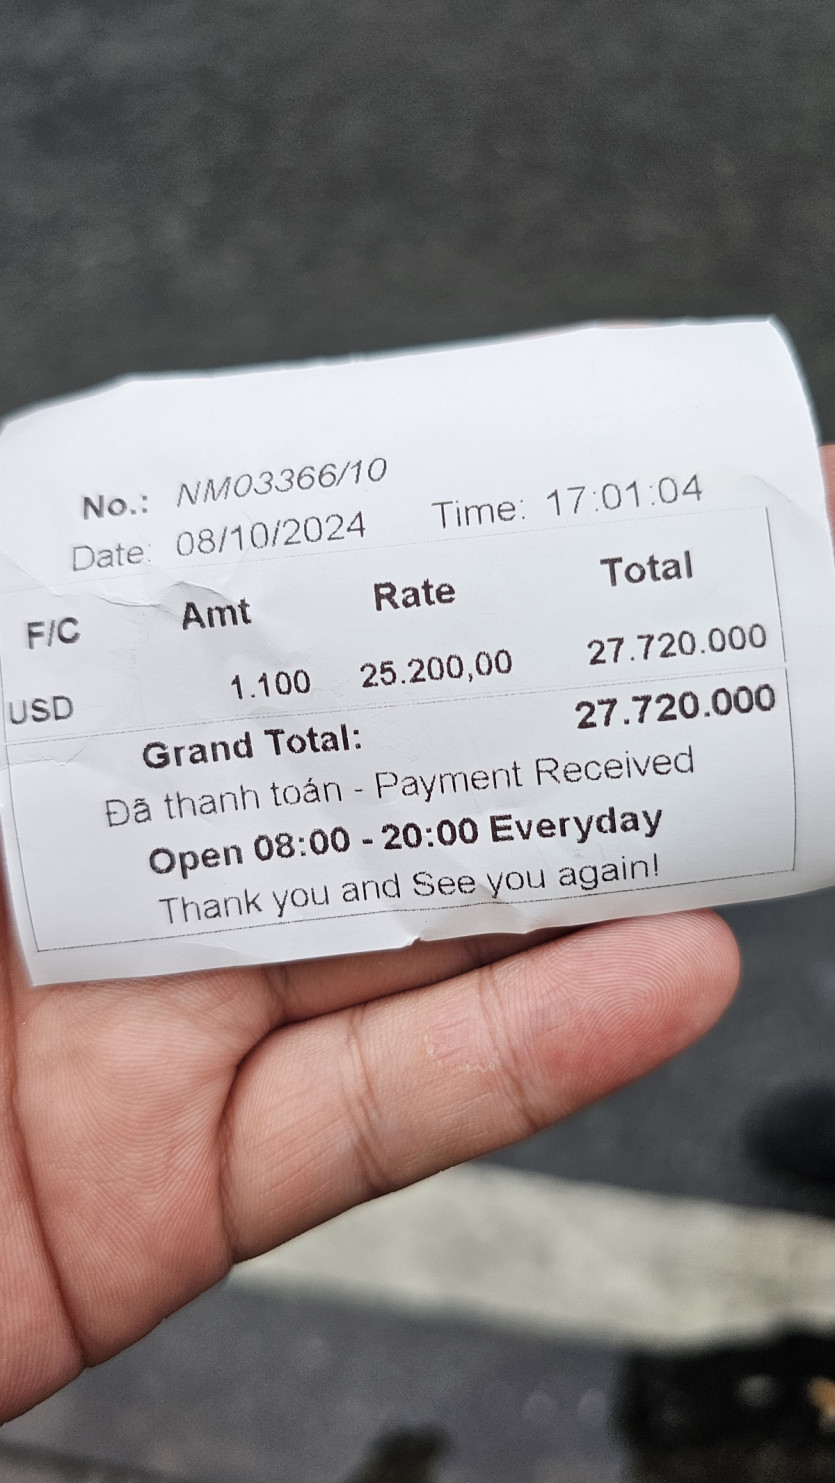 No.: NM03366/10
Date: 08/10/2024 Time: 17:01:04
F/C Amt Rate Total
USD 1.100 25.200,00 27.720.000
Grand Total: 27.720.000
Đã thanh toán - Payment Received
Open 08:00 - 20:00 Everyday
Thank you and See you again!